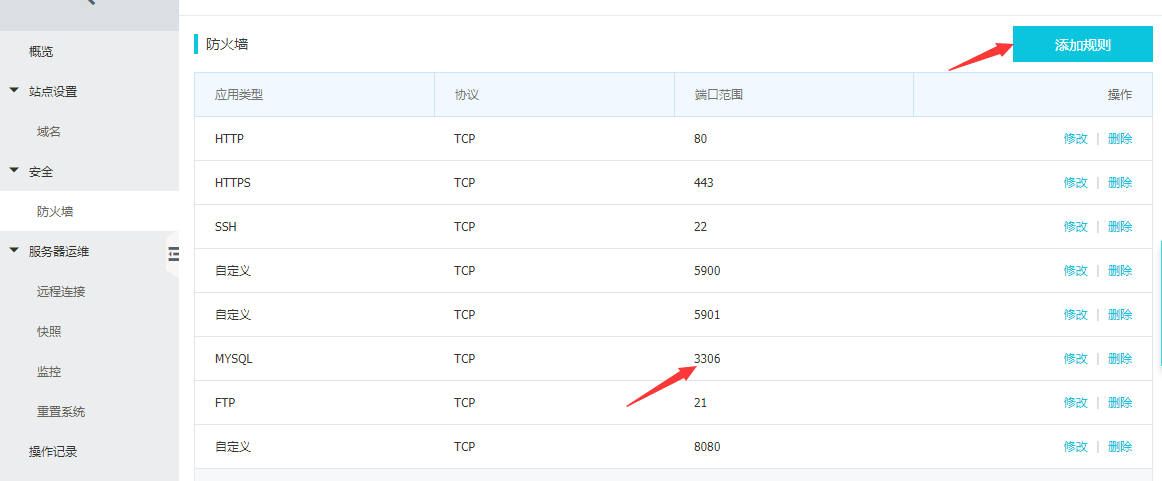 概览
站点设置
域名
安全
防火墙
服务器运维
远程连接
快照
监控
重置系统
操作记录
防火墙
添加规则
应用类型 协议 端口范围 操作
HTTP TCP 80 修改 | 删除
HTTPS TCP 443 修改 | 删除
SSH TCP 22 修改 | 删除
自定义 TCP 5900 修改 | 删除
自定义 TCP 5901 修改 | 删除
MYSQL TCP 3306 修改 | 删除
FTP TCP 21 修改 | 删除
自定义 TCP 8080 修改 | 删除